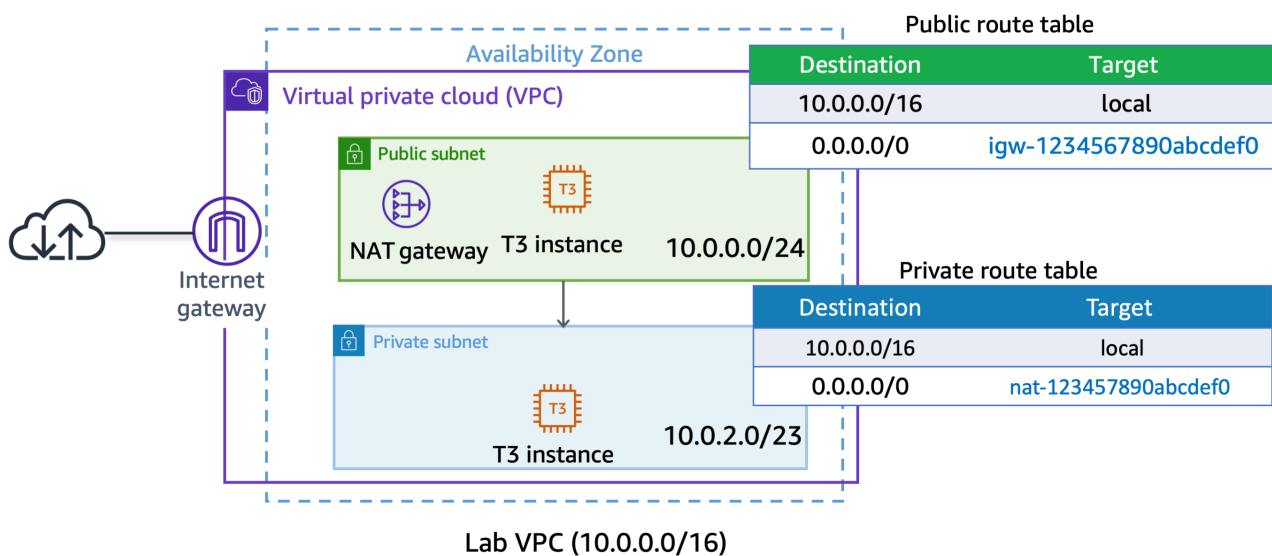 Public route table
Availability Zone
Destination Target
Virtual private cloud (VPC)
10.0.0.0/16 local
0.0.0.0/0 igw-1234567890abcdef0
Public subnet
T3
NAT gateway
T3 instance
10.0.0.0/24
Internet
gateway
Private route table
Destination Target
10.0.0.0/16 local
0.0.0.0/0 nat-123457890abcdef0
Private subnet
T3
T3 instance
10.0.2.0/23
Lab VPC (10.0.0.0/16)